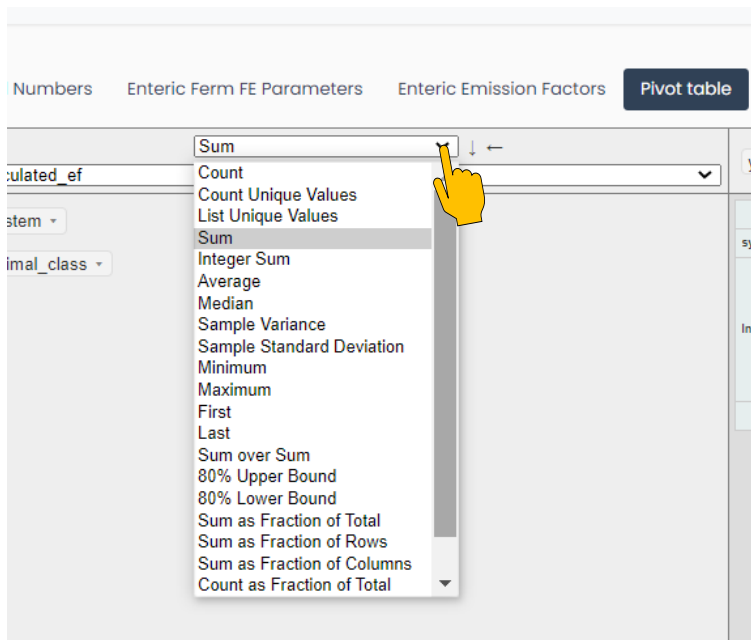 Numbers Enteric Ferm FE Parameters Enteric Emission Factors Pivot table
Sum ↓ ←
culated_ef
stem
imal_class
Count
Count Unique Values
List Unique Values
Sum
Integer Sum
Average
Median
Sample Variance
Sample Standard Deviation
Minimum
Maximum
First
Last
Sum over Sum
80% Upper Bound
80% Lower Bound
Sum as Fraction of Total
Sum as Fraction of Rows
Sum as Fraction of Columns
Count as Fraction of Total
y
sy
In